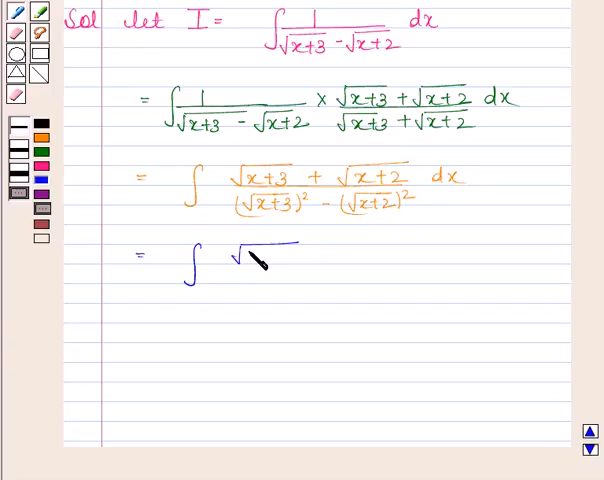 Sol let I = ∫ 1/(√x+3 − √x+2) dx
= ∫ 1/(√x+3 − √x+2) × (√x+3 + √x+2)/(√x+3 + √x+2) dx
= ∫ (√x+3 + √x+2)/((√x+3)² − (√x+2)²) dx
= ∫ √